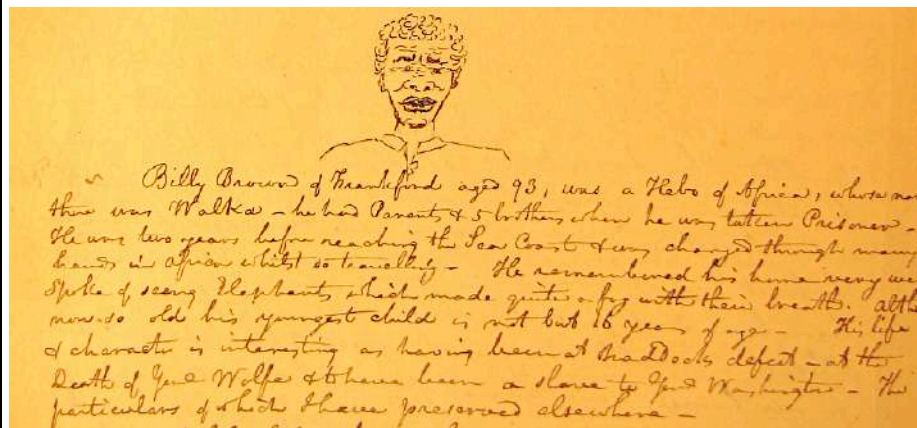 Billy Brown of Frankford aged 93, was a Hebo of Africa, whose na
there was Walka – he had Parents & 5 brothers when he was taken Prisoner –
He was two years before reaching the Sea Coast & was changed through many
hands in Africa whilst so travelling – He remembered his home very we
Spoke of seeing Elephants which made quite a fog with their breath. alth
now so old his youngest child is not but 16 years of age – His life
& character is interesting as having been at Braddocks defeat – at the
Death of Genl Wolfe & to have been a slave to Genl Washington – The
particulars of which I have preserved elsewhere –